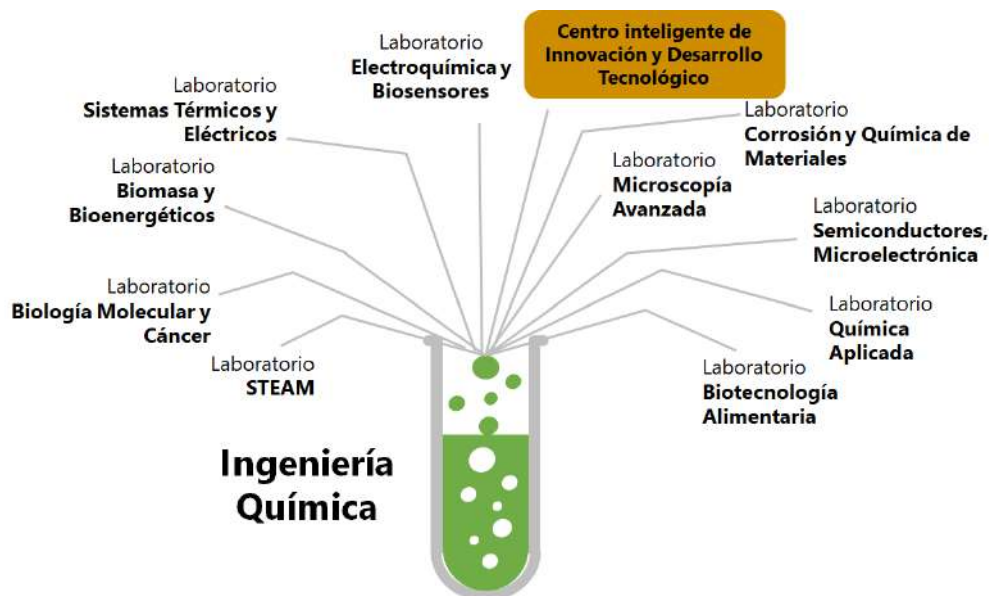 Centro inteligente de
Innovación y Desarrollo
Tecnológico
Laboratorio
Electroquímica y
Biosensores
Laboratorio
Sistemas Térmicos y
Eléctricos
Laboratorio
Corrosión y Química de
Materiales
Laboratorio
Biomasa y
Bioenergéticos
Laboratorio
Microscopía
Avanzada
Laboratorio
Semiconductores,
Microelectrónica
Laboratorio
Biología Molecular y
Cáncer
Laboratorio
Química
Aplicada
Laboratorio
STEAM
Laboratorio
Biotecnología
Alimentaria
Ingeniería
Química